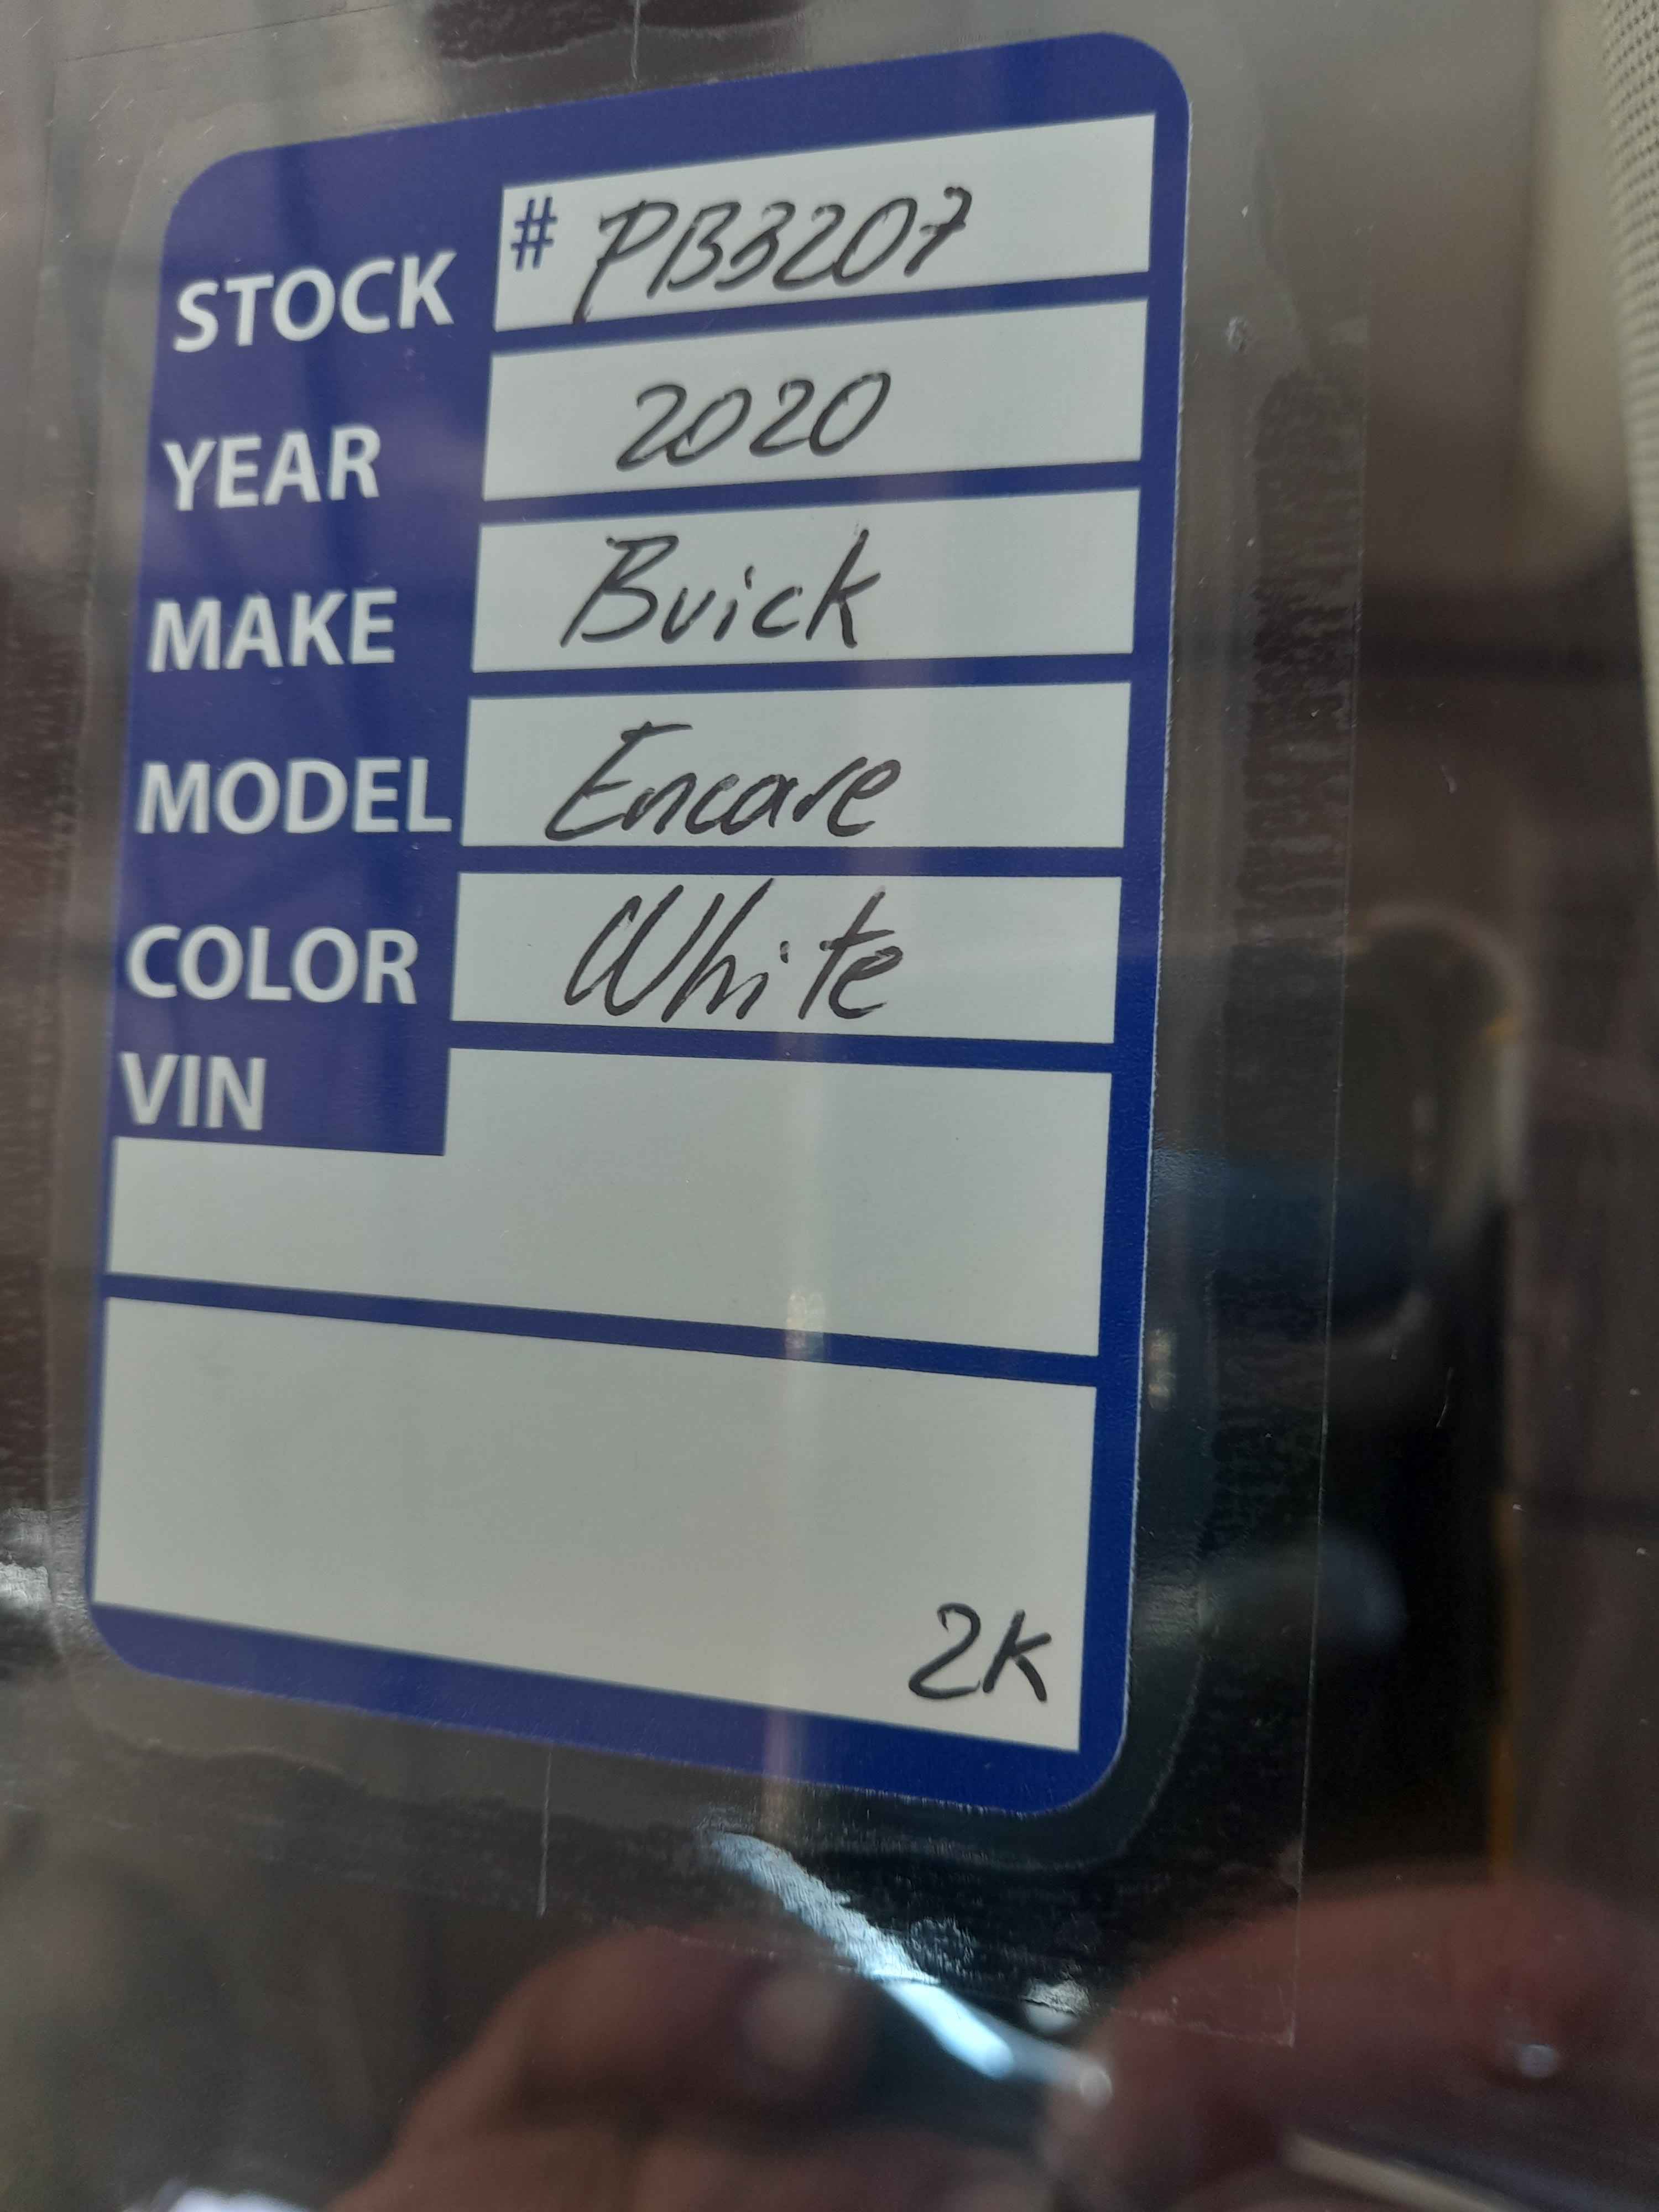 STOCK # PB3207
YEAR 2020
MAKE Buick
MODEL Encore
COLOR White
VIN
2K